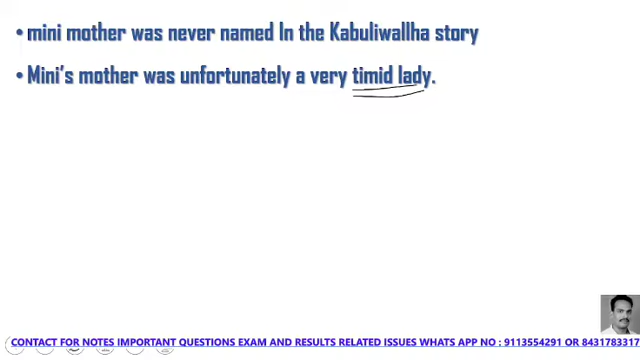 • mini mother was never named In the Kabuliwallha story
• Mini's mother was unfortunately a very timid lady.
CONTACT FOR NOTES IMPORTANT QUESTIONS EXAM AND RESULTS RELATED ISSUES WHATS APP NO : 9113554291 OR 8431783317